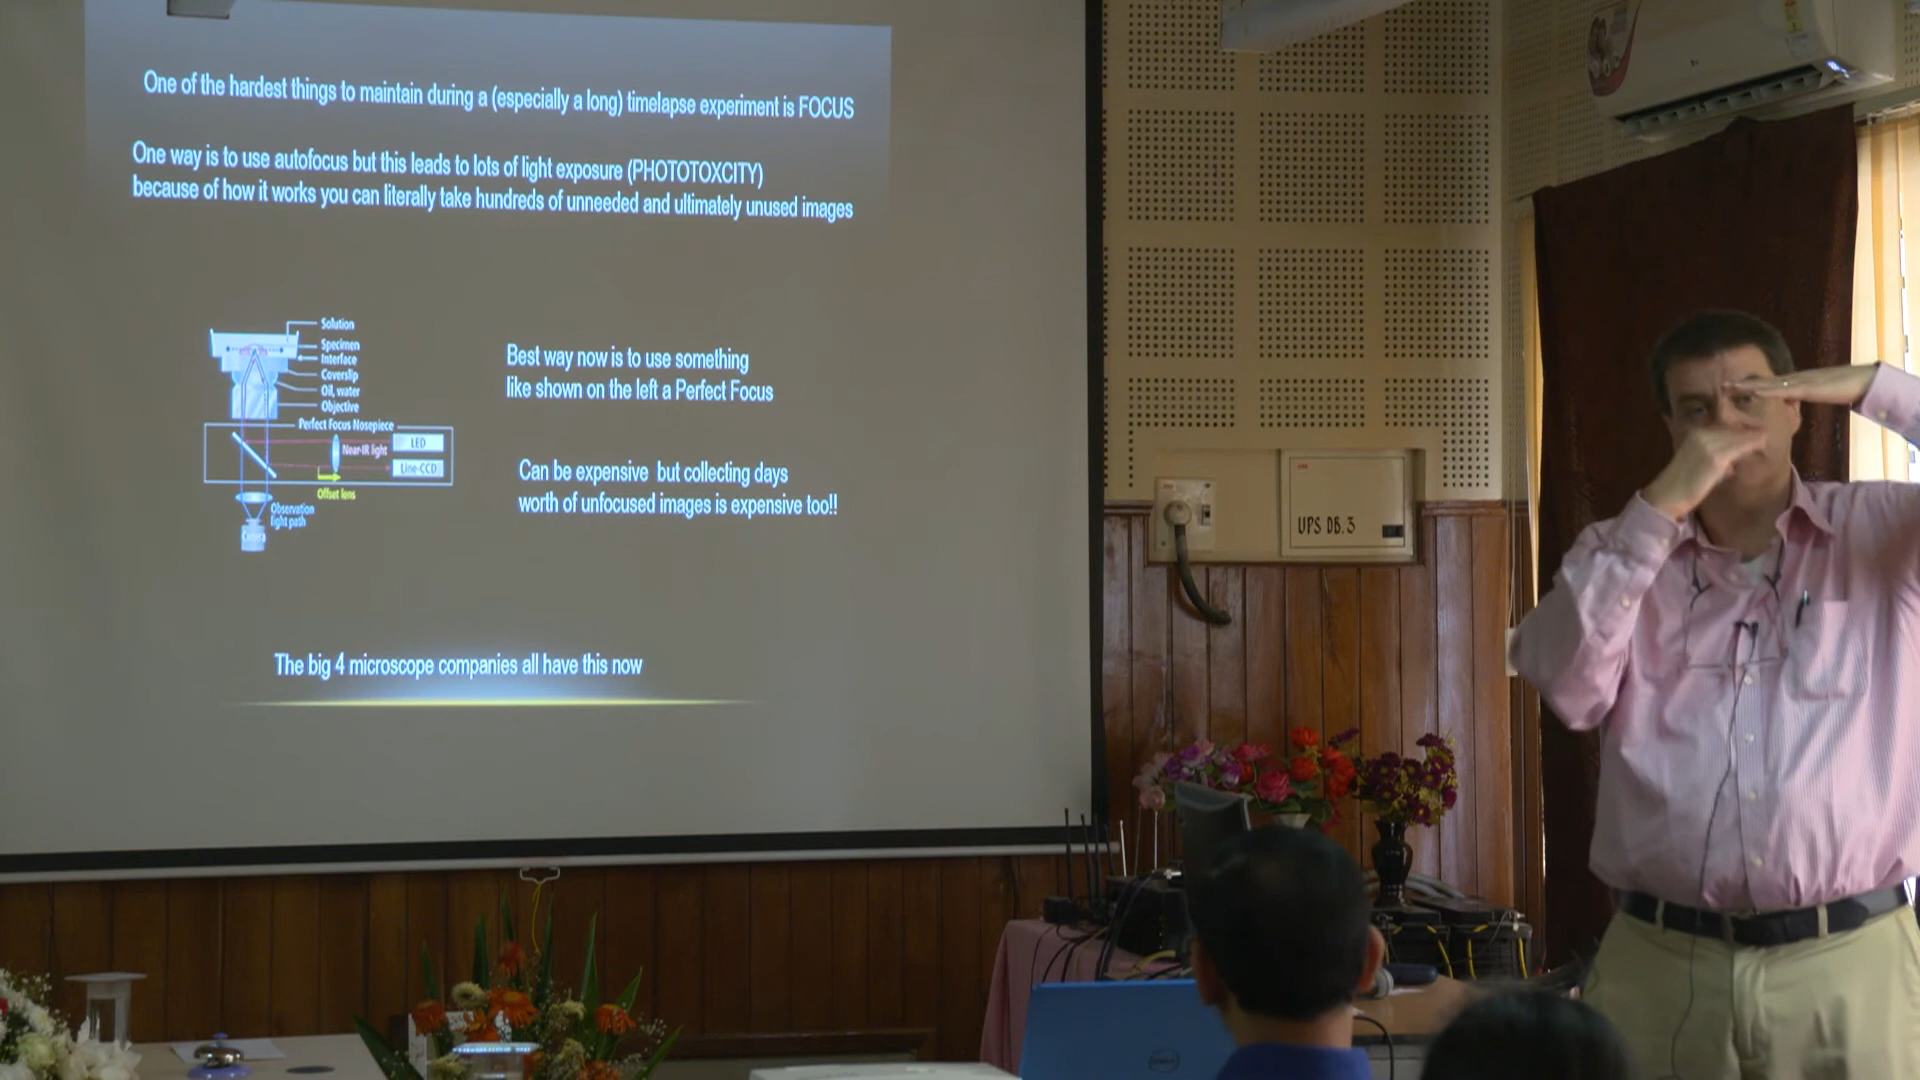 One of the hardest things to maintain during a (especially a long) timelapse experiment is FOCUS
One way is to use autofocus but this leads to lots of light exposure (PHOTOTOXCITY)
because of how it works you can literally take hundreds of unneeded and ultimately unused images
Solution
Specimen
Interface
Coverslip
Oil, water
Objective
Perfect Focus Nosepiece
LED
Near-IR light
Line-CCD
Offset lens
Observation
light path
Camera
Best way now is to use something
like shown on the left a Perfect Focus
Can be expensive but collecting days
worth of unfocused images is expensive too!!
The big 4 microscope companies all have this now
UPS DB.3
DELL